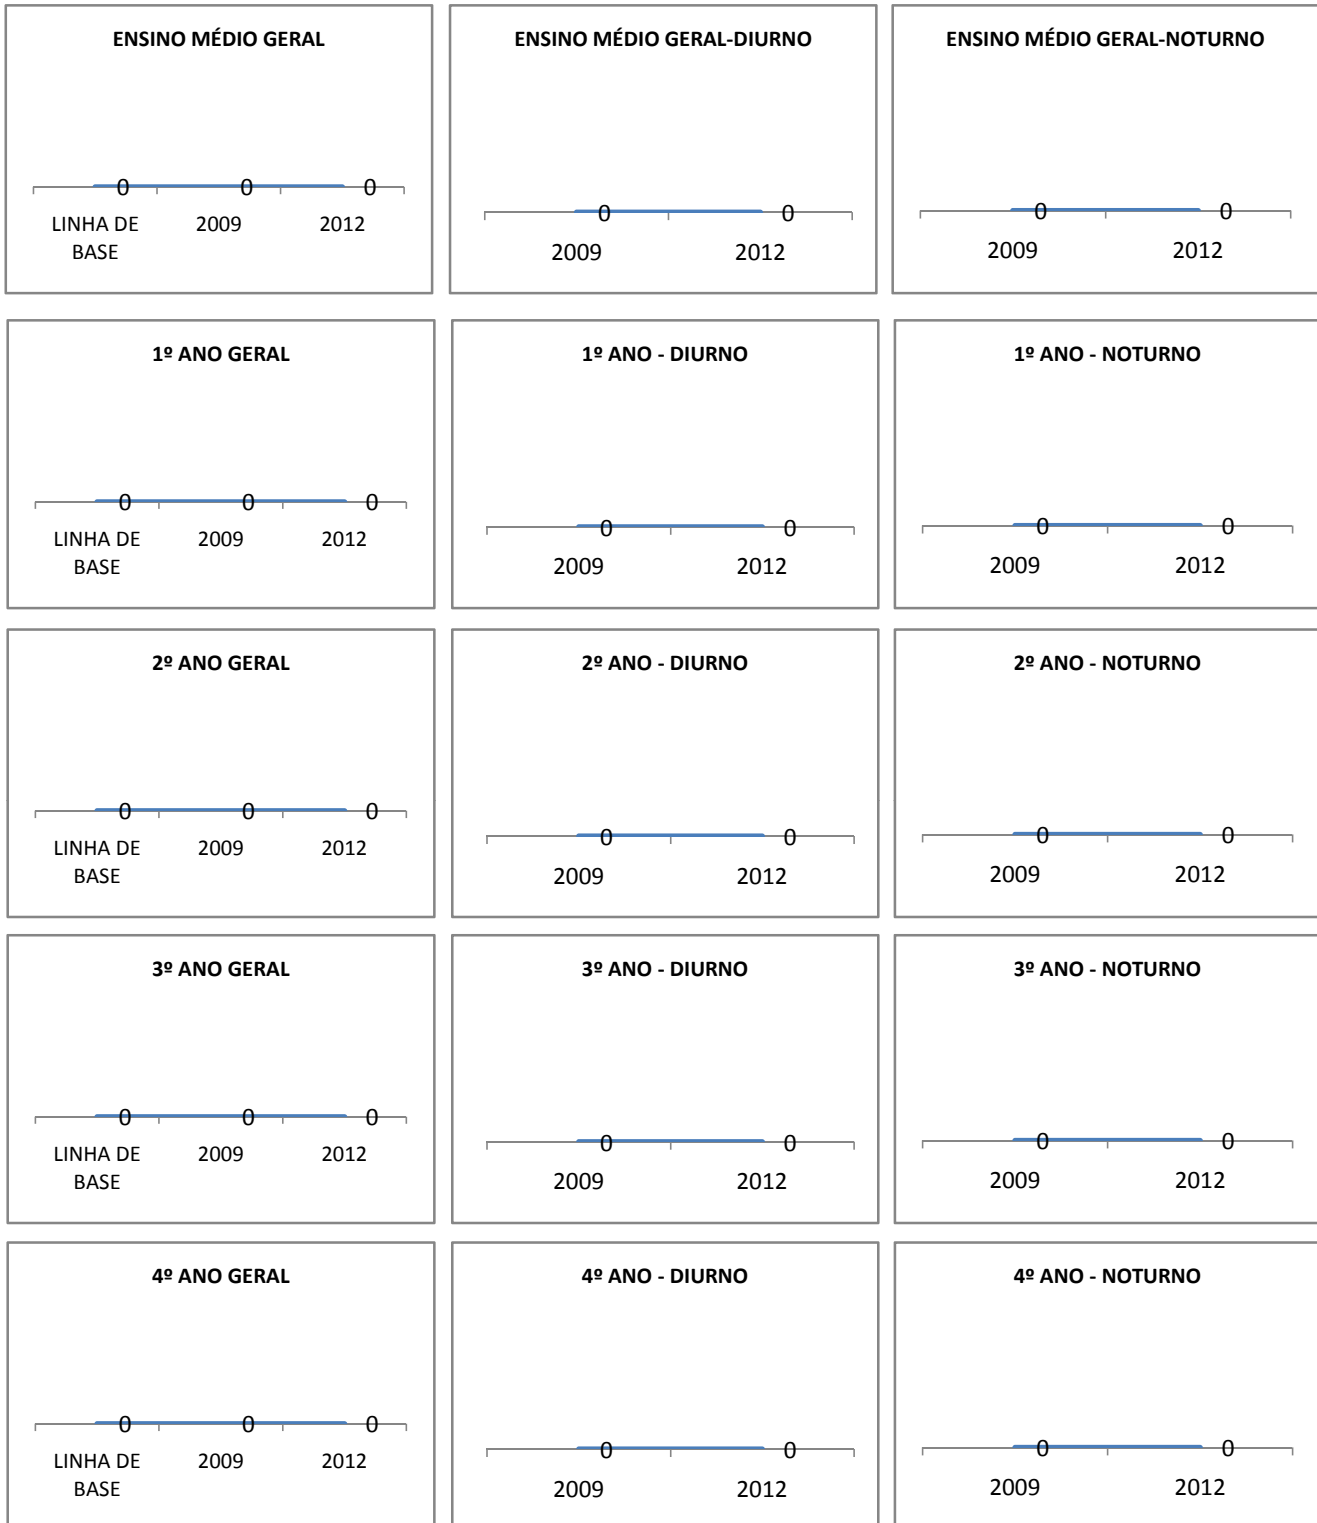 ENSINO MÉDIO GERAL
0 0 0
LINHA DE BASE 2009 2012
ENSINO MÉDIO GERAL-DIURNO
0 0
2009 2012
ENSINO MÉDIO GERAL-NOTURNO
0 0
2009 2012
1º ANO GERAL
0 0 0
LINHA DE BASE 2009 2012
1º ANO - DIURNO
0 0
2009 2012
1º ANO - NOTURNO
0 0
2009 2012
2º ANO GERAL
0 0 0
LINHA DE BASE 2009 2012
2º ANO - DIURNO
0 0
2009 2012
2º ANO - NOTURNO
0 0
2009 2012
3º ANO GERAL
0 0 0
LINHA DE BASE 2009 2012
3º ANO - DIURNO
0 0
2009 2012
3º ANO - NOTURNO
0 0
2009 2012
4º ANO GERAL
0 0 0
LINHA DE BASE 2009 2012
4º ANO - DIURNO
0 0
2009 2012
4º ANO - NOTURNO
0 0
2009 2012